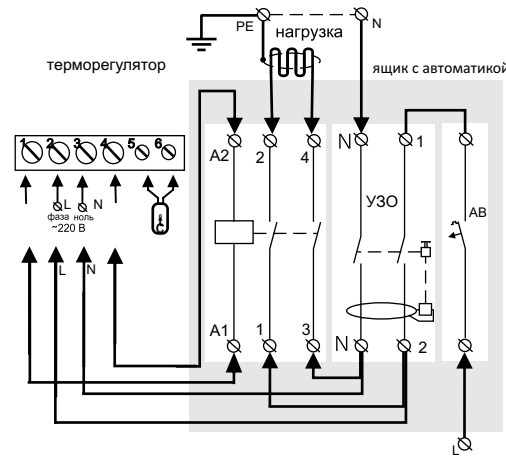 PE
N
нагрузка
терморегулятор
ящик с автоматикой
1 2 3 4 5 6
A2 2 4 N 1
L N
фаза ноль
~220 В
°C
УЗО
АВ
L N
A1 1 3 N 2
L